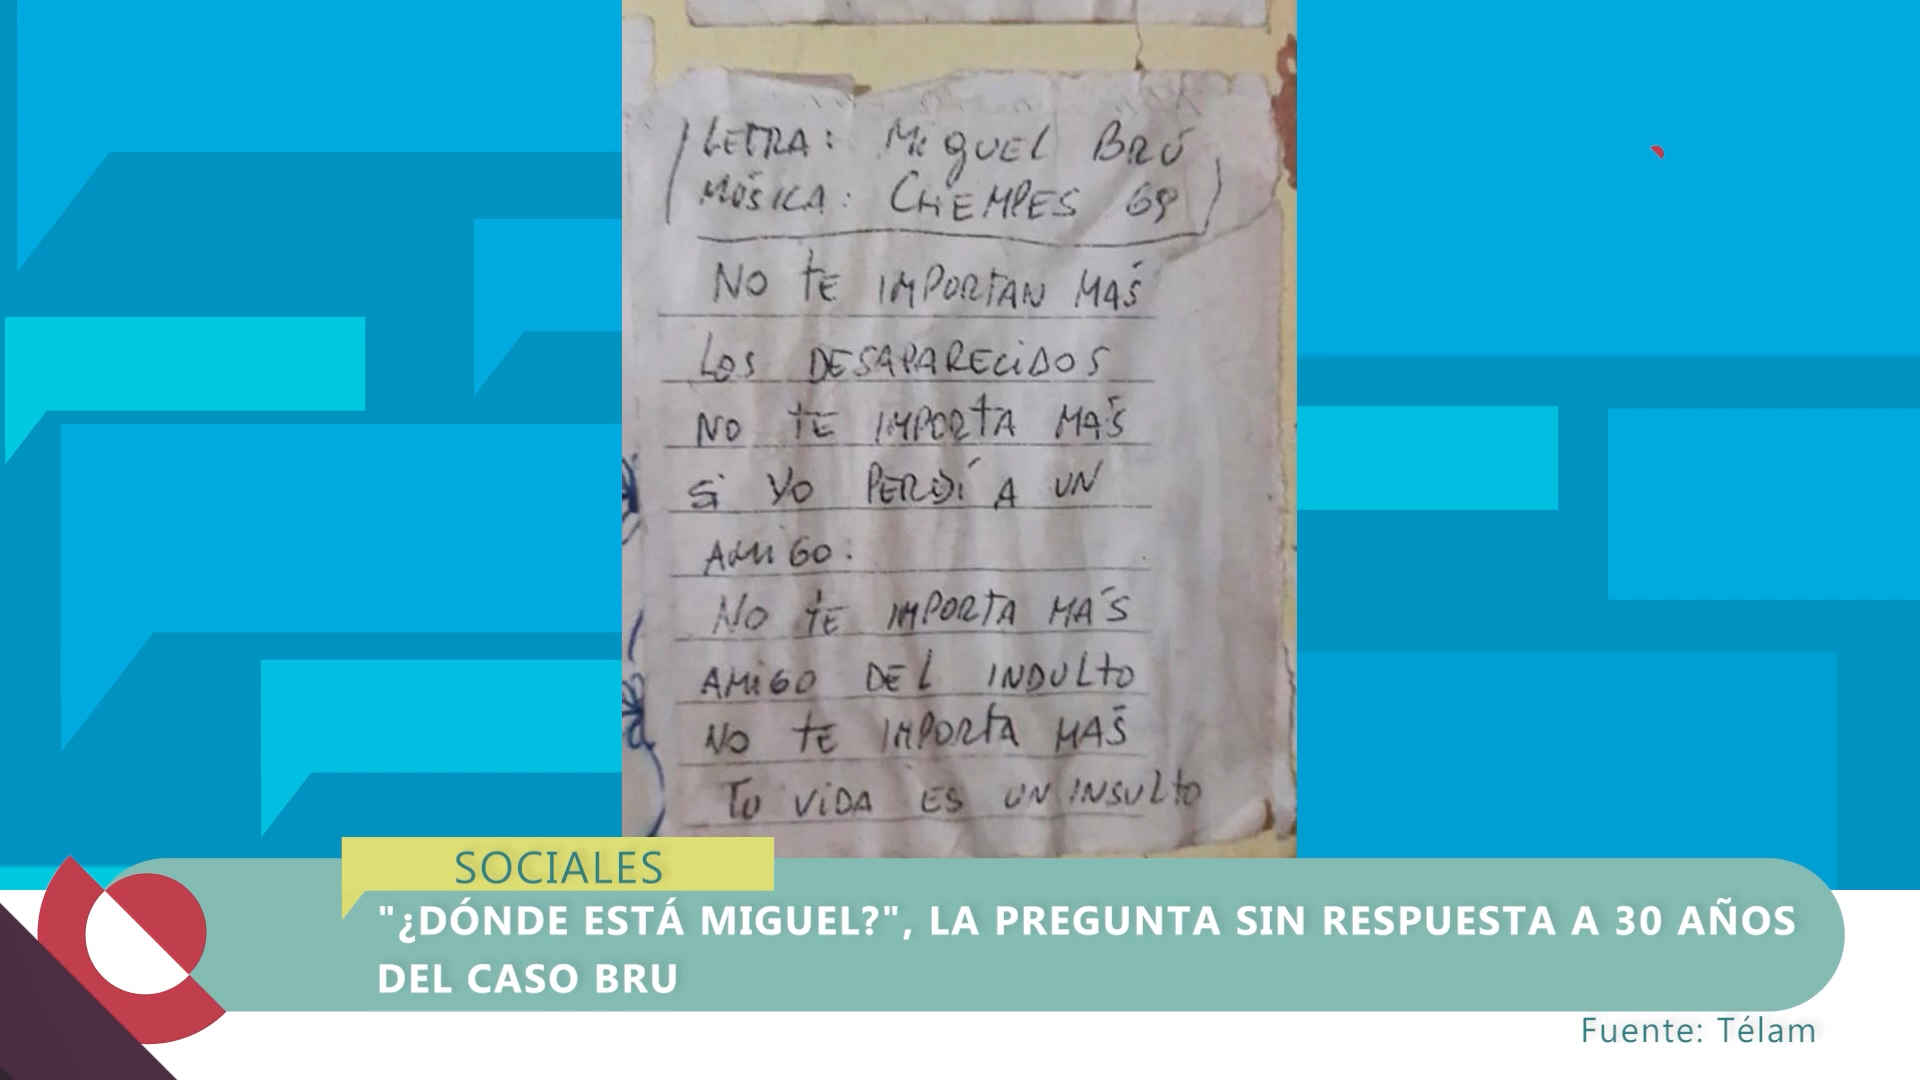 LETRA: MiGUEL BRÚ
MÚSICA: CHEMPES 69
NO TE IMPORTAN MÁS
LOS DESAPARECiDOS
NO TE IMPORTA MÁS
Si YO PERDÍ A UN
AMiGO:
NO TE IMPORTA MÁS
AMiGO DEL INDULTO
NO TE IMPORTA MÁS
TU ViDA ES UN INSULTO
SOCIALES
"¿DÓNDE ESTÁ MIGUEL?", LA PREGUNTA SIN RESPUESTA A 30 AÑOS
DEL CASO BRU
Fuente: Télam